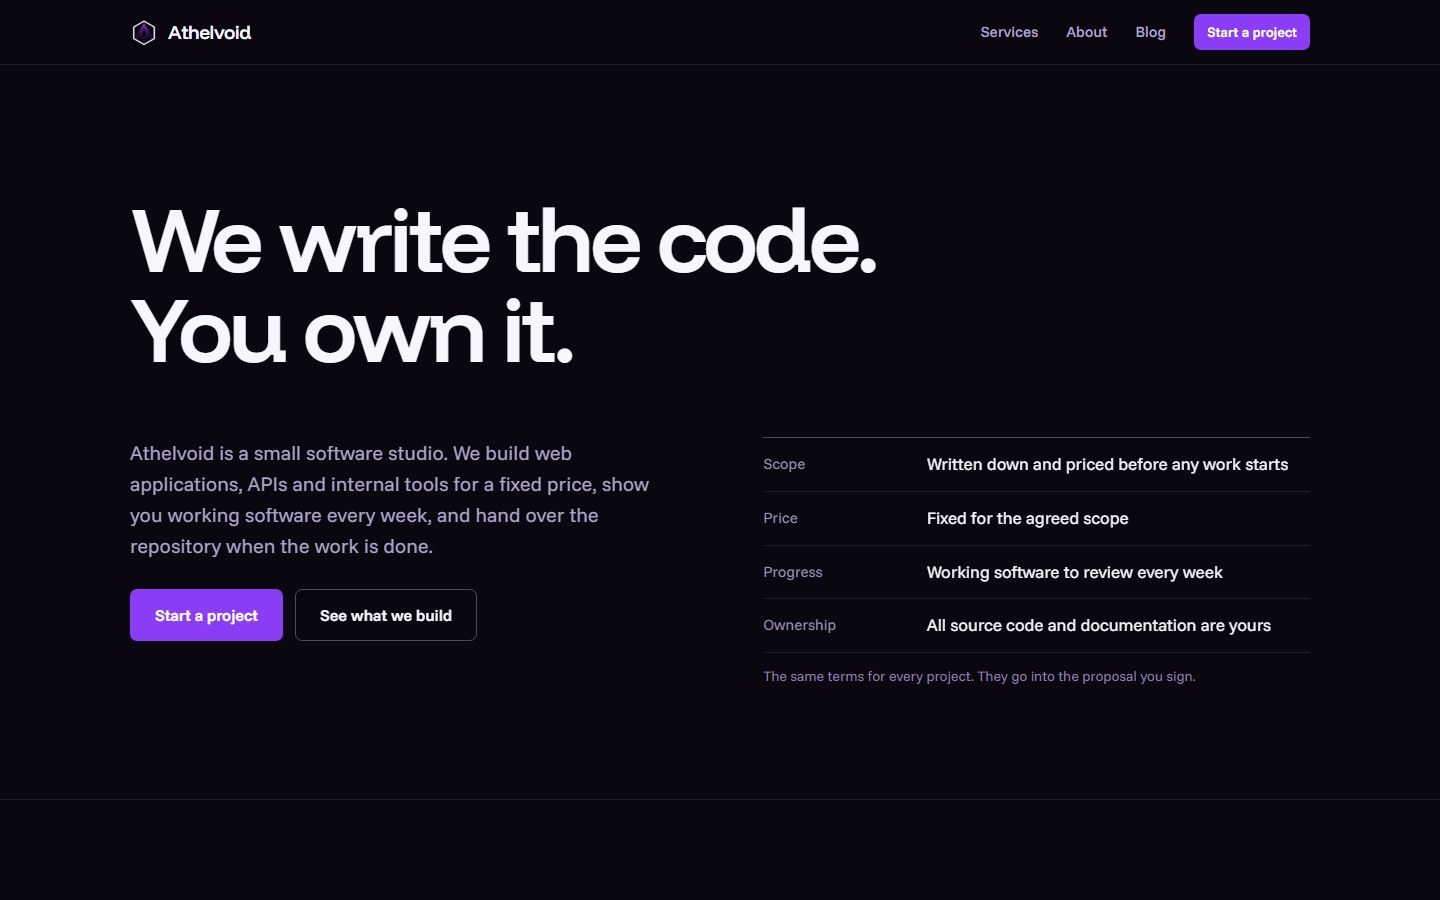 Athelvoid
Services
About
Blog
Start a project
We write the code.
You own it.
Athelvoid is a small software studio. We build web
applications, APIs and internal tools for a fixed price, show
you working software every week, and hand over the
repository when the work is done.
Start a project
See what we build
Scope
Written down and priced before any work starts
Price
Fixed for the agreed scope
Progress
Working software to review every week
Ownership
All source code and documentation are yours
The same terms for every project. They go into the proposal you sign.